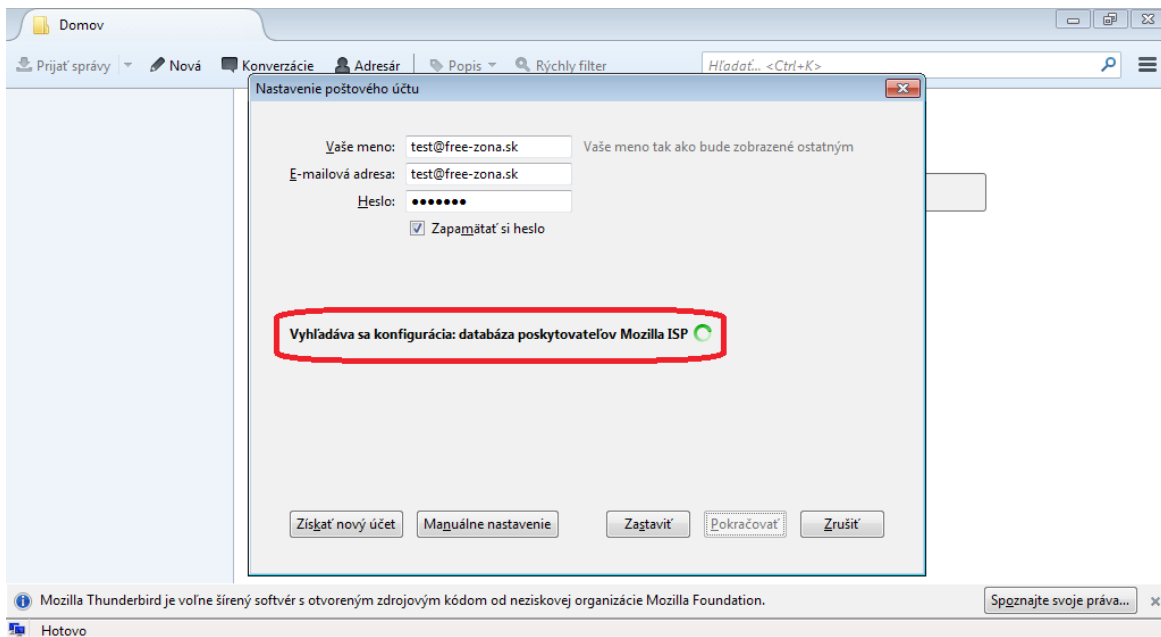 Domov
Prijať správy Nová Konverzácie Adresár Popis Rýchly filter Hľadať... <Ctrl+K>
Nastavenie poštového účtu
Vaše meno: test@free-zona.sk Vaše meno tak ako bude zobrazené ostatným
E-mailová adresa: test@free-zona.sk
Heslo: •••••••
Zapamätať si heslo
Vyhľadáva sa konfigurácia: databáza poskytovateľov Mozilla ISP
Získať nový účet Manuálne nastavenie Zastaviť Pokračovať Zrušiť
Mozilla Thunderbird je voľne šírený softvér s otvoreným zdrojovým kódom od neziskovej organizácie Mozilla Foundation. Spoznajte svoje práva...
Hotovo